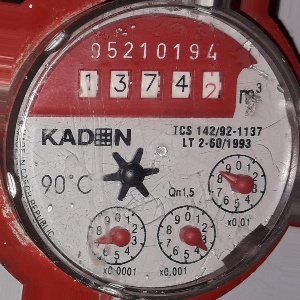 05210194
13742
m³
KADEN
TCS 142/92-1137
LT 2-60/1993
90°C
Qn1,5
x0,01
x0,0001
x0,001